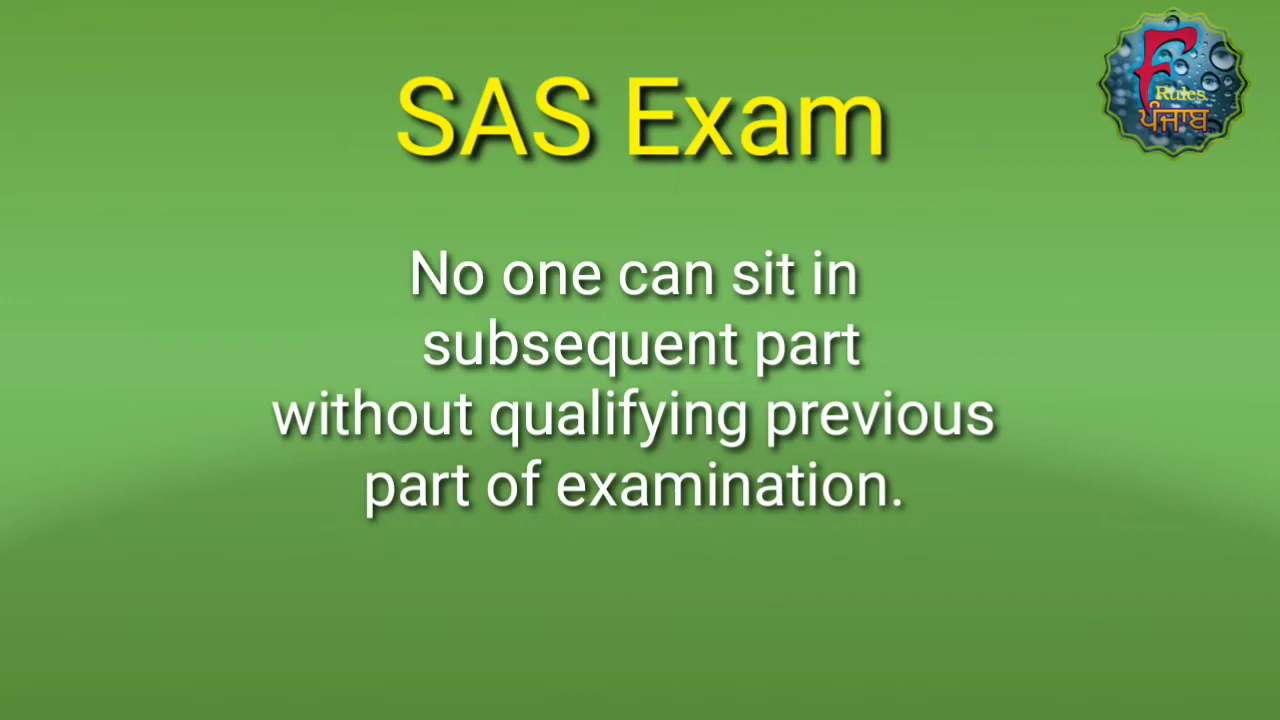 SAS Exam
F
Rules
ਪੰਜਾਬ
No one can sit in
subsequent part
without qualifying previous
part of examination.